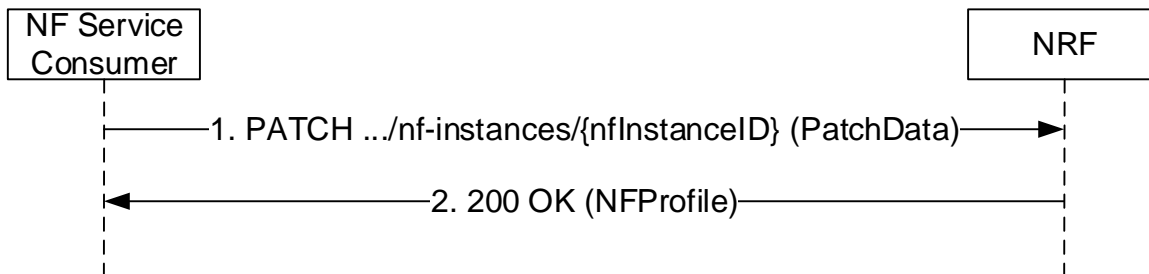 NF Service
Consumer
NRF
1. PATCH .../nf-instances/{nfInstanceID} (PatchData)
2. 200 OK (NFProfile)